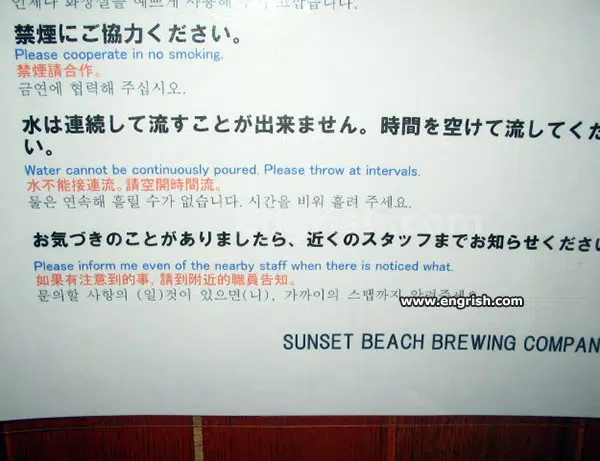 언제나 화장실을 예쁘게 사용해 주셔 고맙습니다.
禁煙にご協力ください。
Please cooperate in no smoking.
禁煙請合作。
금연에 협력해 주십시오.
水は連続して流すことが出来ません。時間を空けて流してくだ
い。
Water cannot be continuously poured. Please throw at intervals.
水不能接連流。請空開時間流。
물은 연속해 흘릴 수가 없습니다. 시간을 비워 흘려 주세요.
お気づきのことがありましたら、近くのスタッフまでお知らせくださ
Please inform me even of the nearby staff when there is noticed what.
如果有注意到的事，請到附近的職員告知。
문의할 사항의 (일)것이 있으면(니), 가까이의 스탭까지
www.engrish.com
SUNSET BEACH BREWING COMPAN